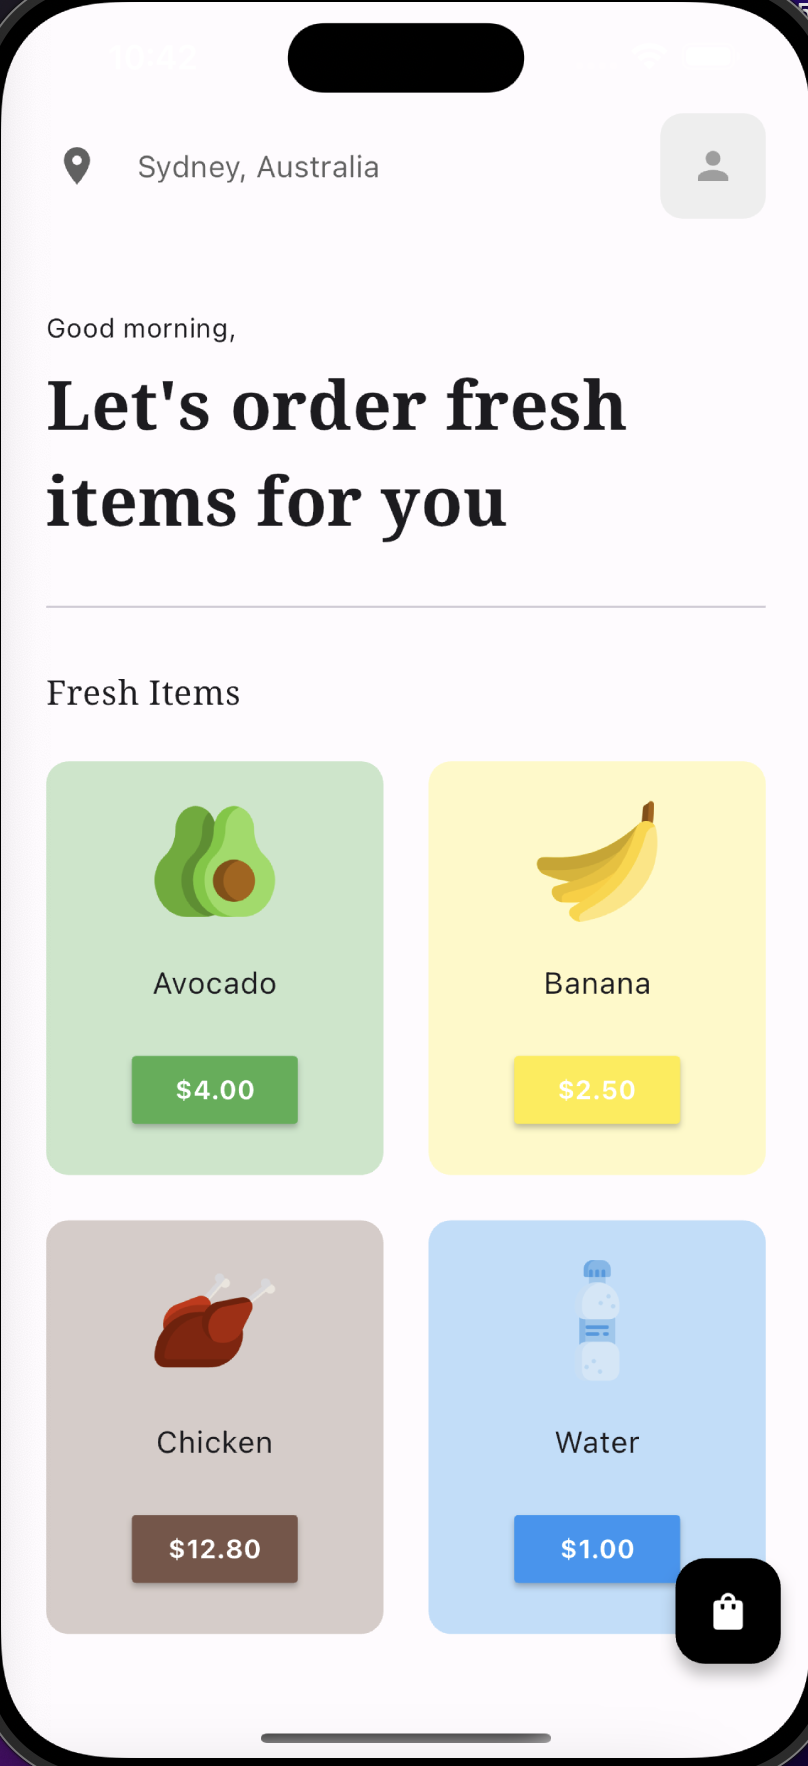 10:42
Sydney, Australia
Good morning,
Let's order fresh
items for you
Fresh Items
Avocado
Banana
$4.00
$2.50
Chicken
Water
$12.80
$1.00